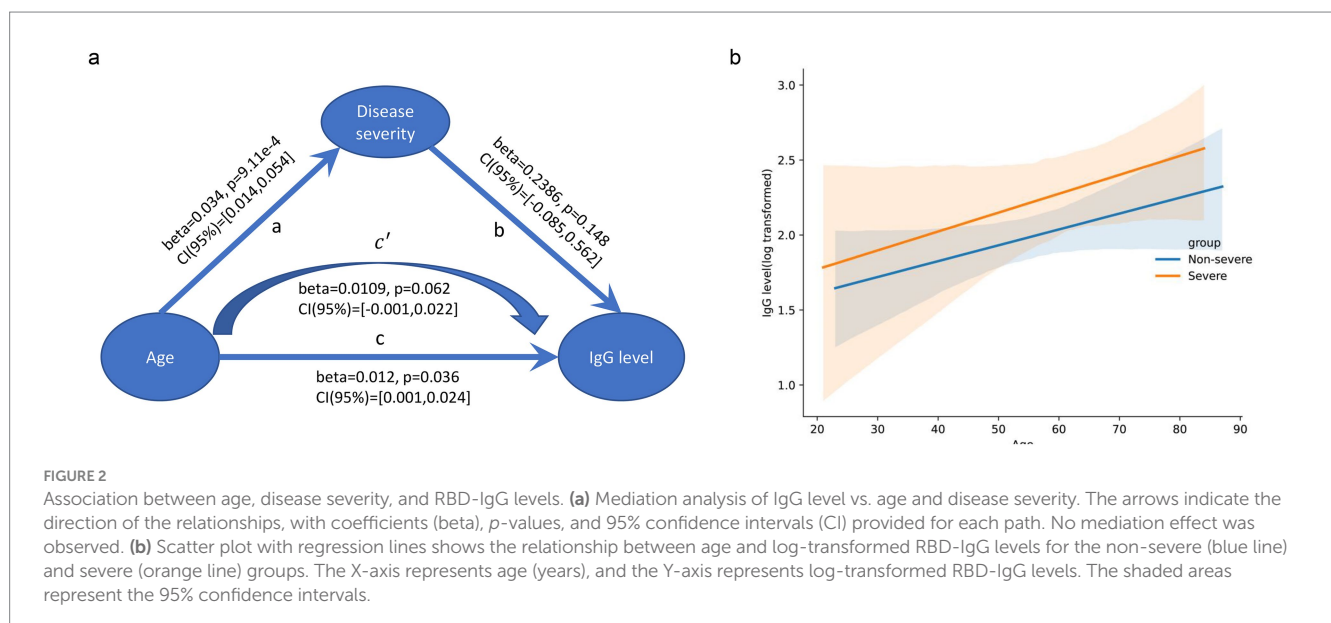 a
Disease
severity
beta=0.034, p=9.11e-4
CI(95%)=[0.014,0.054]
a
beta=0.2386, p=0.148
CI(95%)=[-0.085,0.562]
b
c′
beta=0.0109, p=0.062
CI(95%)=[-0.001,0.022]
Age
c
IgG level
beta=0.012, p=0.036
CI(95%)=[0.001,0.024]
b
IgG level(log transformed)
3.0
2.5
2.0
1.5
1.0
group
Non-severe
Severe
20 30 40 50 60 70 80 90
Age
FIGURE 2
Association between age, disease severity, and RBD-IgG levels. (a) Mediation analysis of IgG level vs. age and disease severity. The arrows indicate the
direction of the relationships, with coefficients (beta), p-values, and 95% confidence intervals (CI) provided for each path. No mediation effect was
observed. (b) Scatter plot with regression lines shows the relationship between age and log-transformed RBD-IgG levels for the non-severe (blue line)
and severe (orange line) groups. The X-axis represents age (years), and the Y-axis represents log-transformed RBD-IgG levels. The shaded areas
represent the 95% confidence intervals.